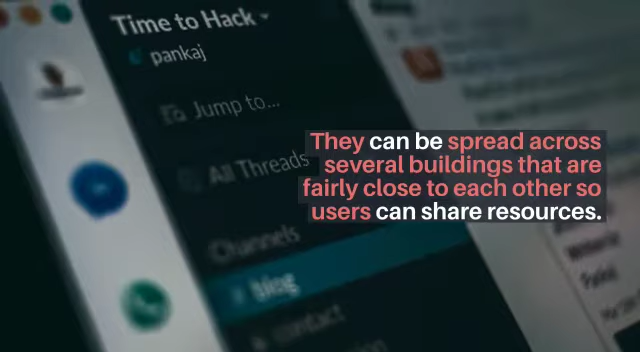 Time to Hack
pankaj
Jump to...
All Threads
Channels
blog
contact
They can be spread across
several buildings that are
fairly close to each other so
users can share resources.